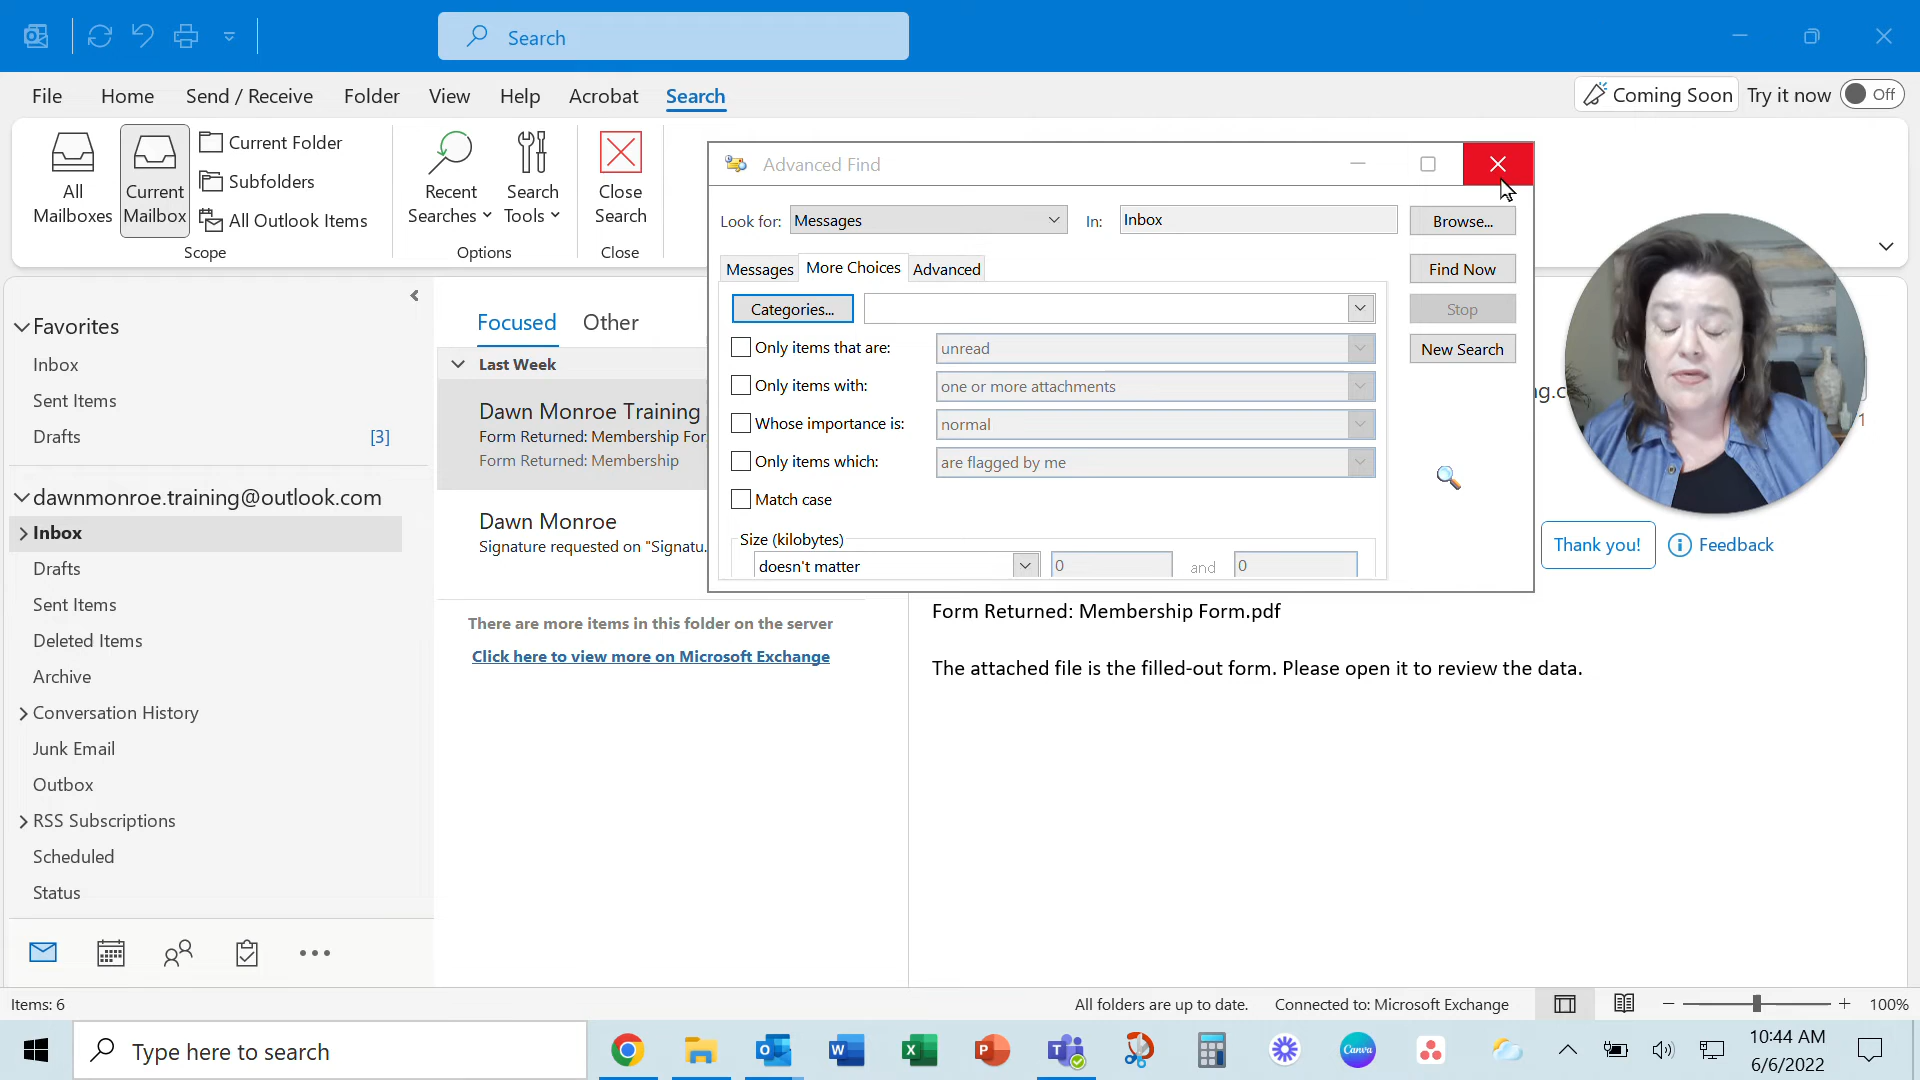 Search
File Home Send / Receive Folder View Help Acrobat Search
Coming Soon Try it now Off
All Mailboxes
Current Mailbox
Current Folder
Subfolders
All Outlook Items
Scope
Recent Searches
Search Tools
Options
Close Search
Close
Advanced Find
Look for: Messages In: Inbox Browse...
Messages More Choices Advanced
Find Now
Categories...
Stop
Only items that are: unread
New Search
Only items with: one or more attachments
Whose importance is: normal
Only items which: are flagged by me
Match case
Size (kilobytes)
doesn't matter 0 and 0
Favorites
Inbox
Sent Items
Drafts [3]
dawnmonroe.training@outlook.com
Inbox
Drafts
Sent Items
Deleted Items
Archive
Conversation History
Junk Email
Outbox
RSS Subscriptions
Scheduled
Status
Focused Other
Last Week
Dawn Monroe Training
Form Returned: Membership For
Form Returned: Membership
Dawn Monroe
Signature requested on "Signatu...
There are more items in this folder on the server
Click here to view more on Microsoft Exchange
ng.c
1
Thank you! Feedback
Form Returned: Membership Form.pdf
The attached file is the filled-out form. Please open it to review the data.
Items: 6
All folders are up to date. Connected to: Microsoft Exchange 100%
Type here to search
Canva
10:44 AM
6/6/2022